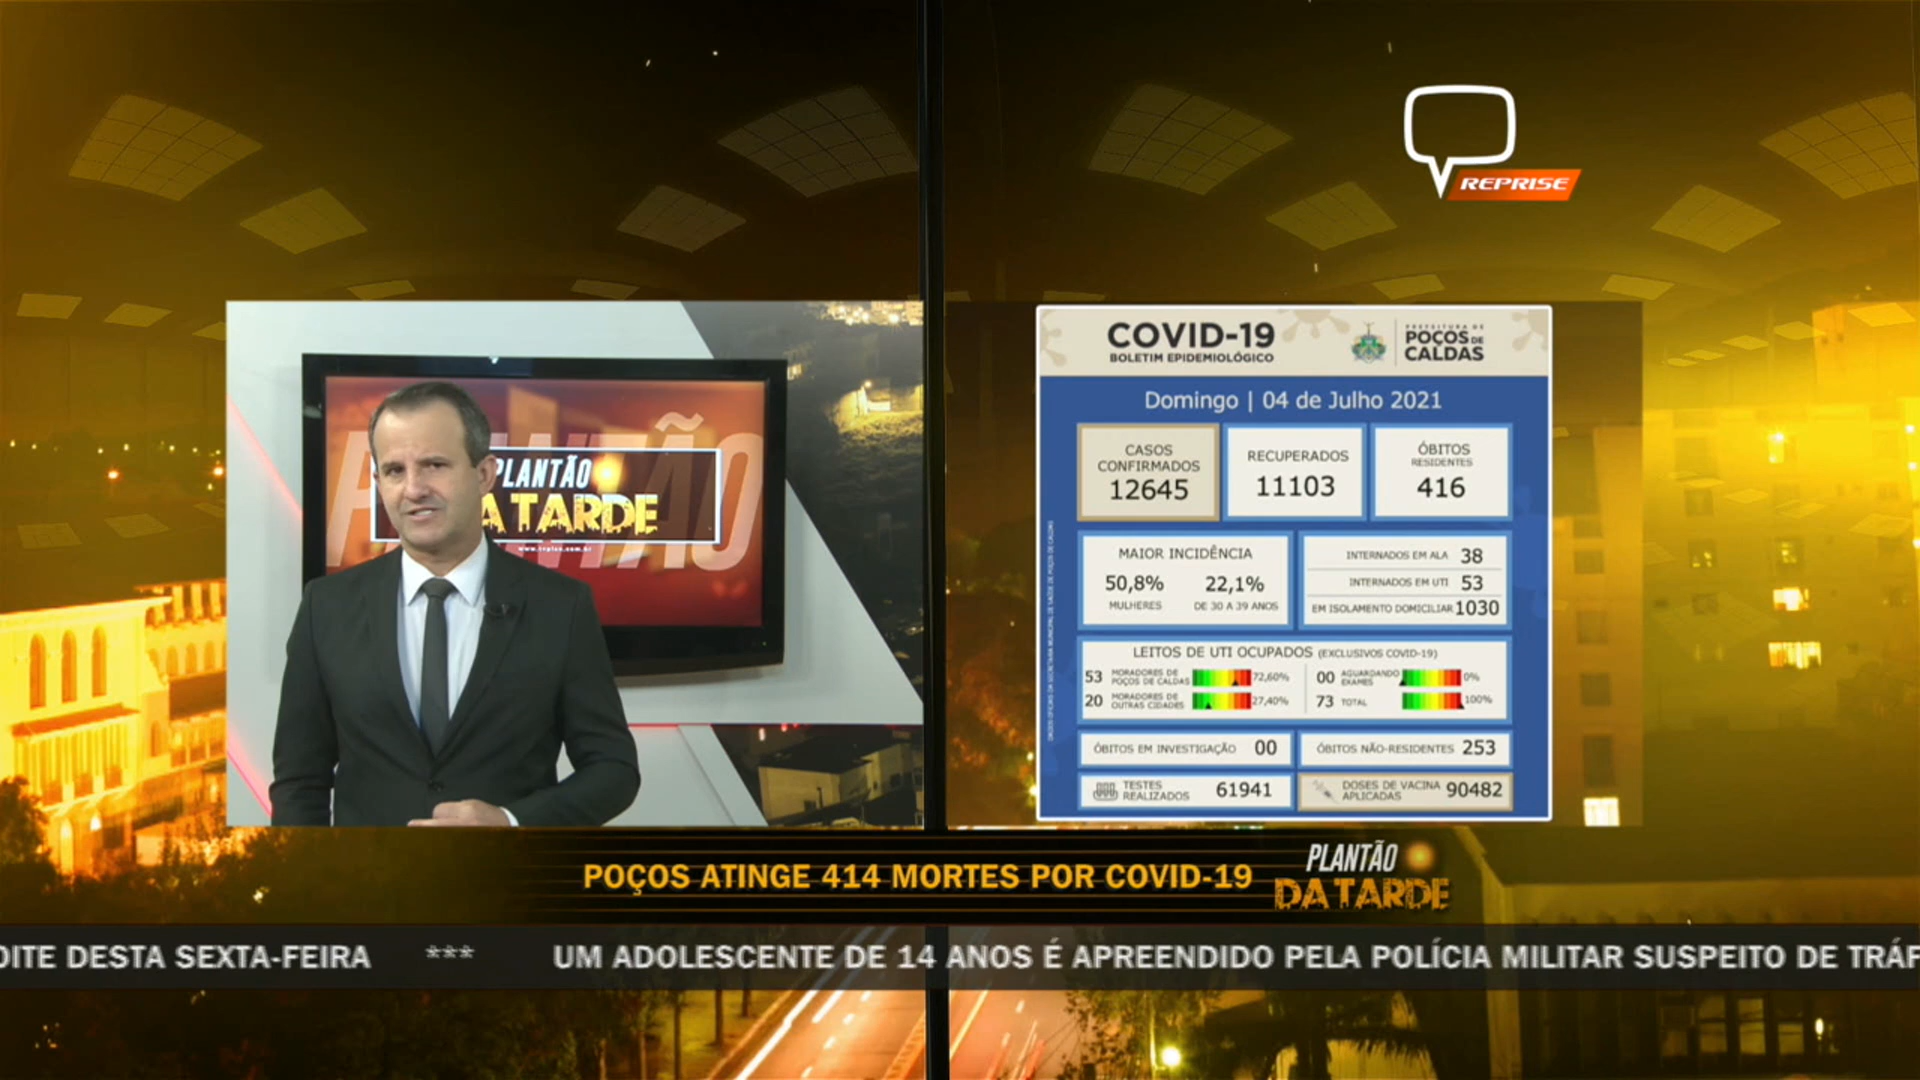 REPRISE
PLANTÃO
PLANTÃO
DA TARDE
COVID-19
BOLETIM EPIDEMIOLÓGICO
PREFEITURA DE
POÇOS DE
CALDAS
Domingo | 04 de Julho 2021
CASOS
CONFIRMADOS
12645
RECUPERADOS
11103
ÓBITOS
RESIDENTES
416
MAIOR INCIDÊNCIA
50,8%
MULHERES
22,1%
DE 30 A 39 ANOS
INTERNADOS EM ALA 38
INTERNADOS EM UTI 53
EM ISOLAMENTO DOMICILIAR 1030
LEITOS DE UTI OCUPADOS (EXCLUSIVOS COVID-19)
53 MORADORES DE
POÇOS DE CALDAS 72,60%
00 AGUARDANDO
EXAMES 0%
20 MORADORES DE
OUTRAS CIDADES 27,40%
73 TOTAL 100%
ÓBITOS EM INVESTIGAÇÃO 00
ÓBITOS NÃO-RESIDENTES 253
TESTES
REALIZADOS 61941
DOSES DE VACINA
APLICADAS 90482
POÇOS ATINGE 414 MORTES POR COVID-19
PLANTÃO
DA TARDE
OITE DESTA SEXTA-FEIRA *** UM ADOLESCENTE DE 14 ANOS É APREENDIDO PELA POLÍCIA MILITAR SUSPEITO DE TRÁF